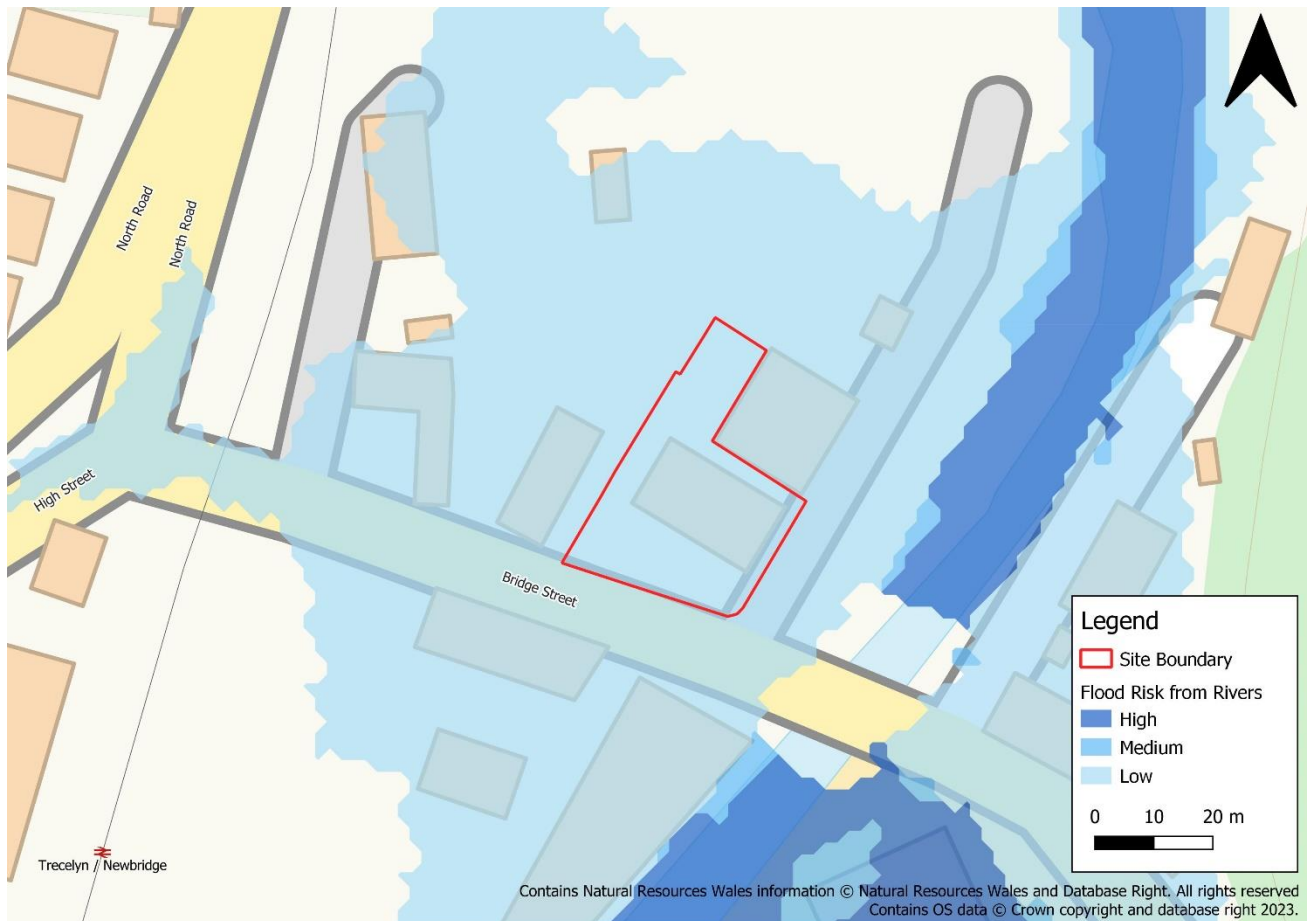 North Road
North Road
High Street
Bridge Street
Trecelyn / Newbridge
Legend
Site Boundary
Flood Risk from Rivers
High
Medium
Low
0 10 20 m
Contains Natural Resources Wales information © Natural Resources Wales and Database Right. All rights reserved
Contains OS data © Crown copyright and database right 2023.